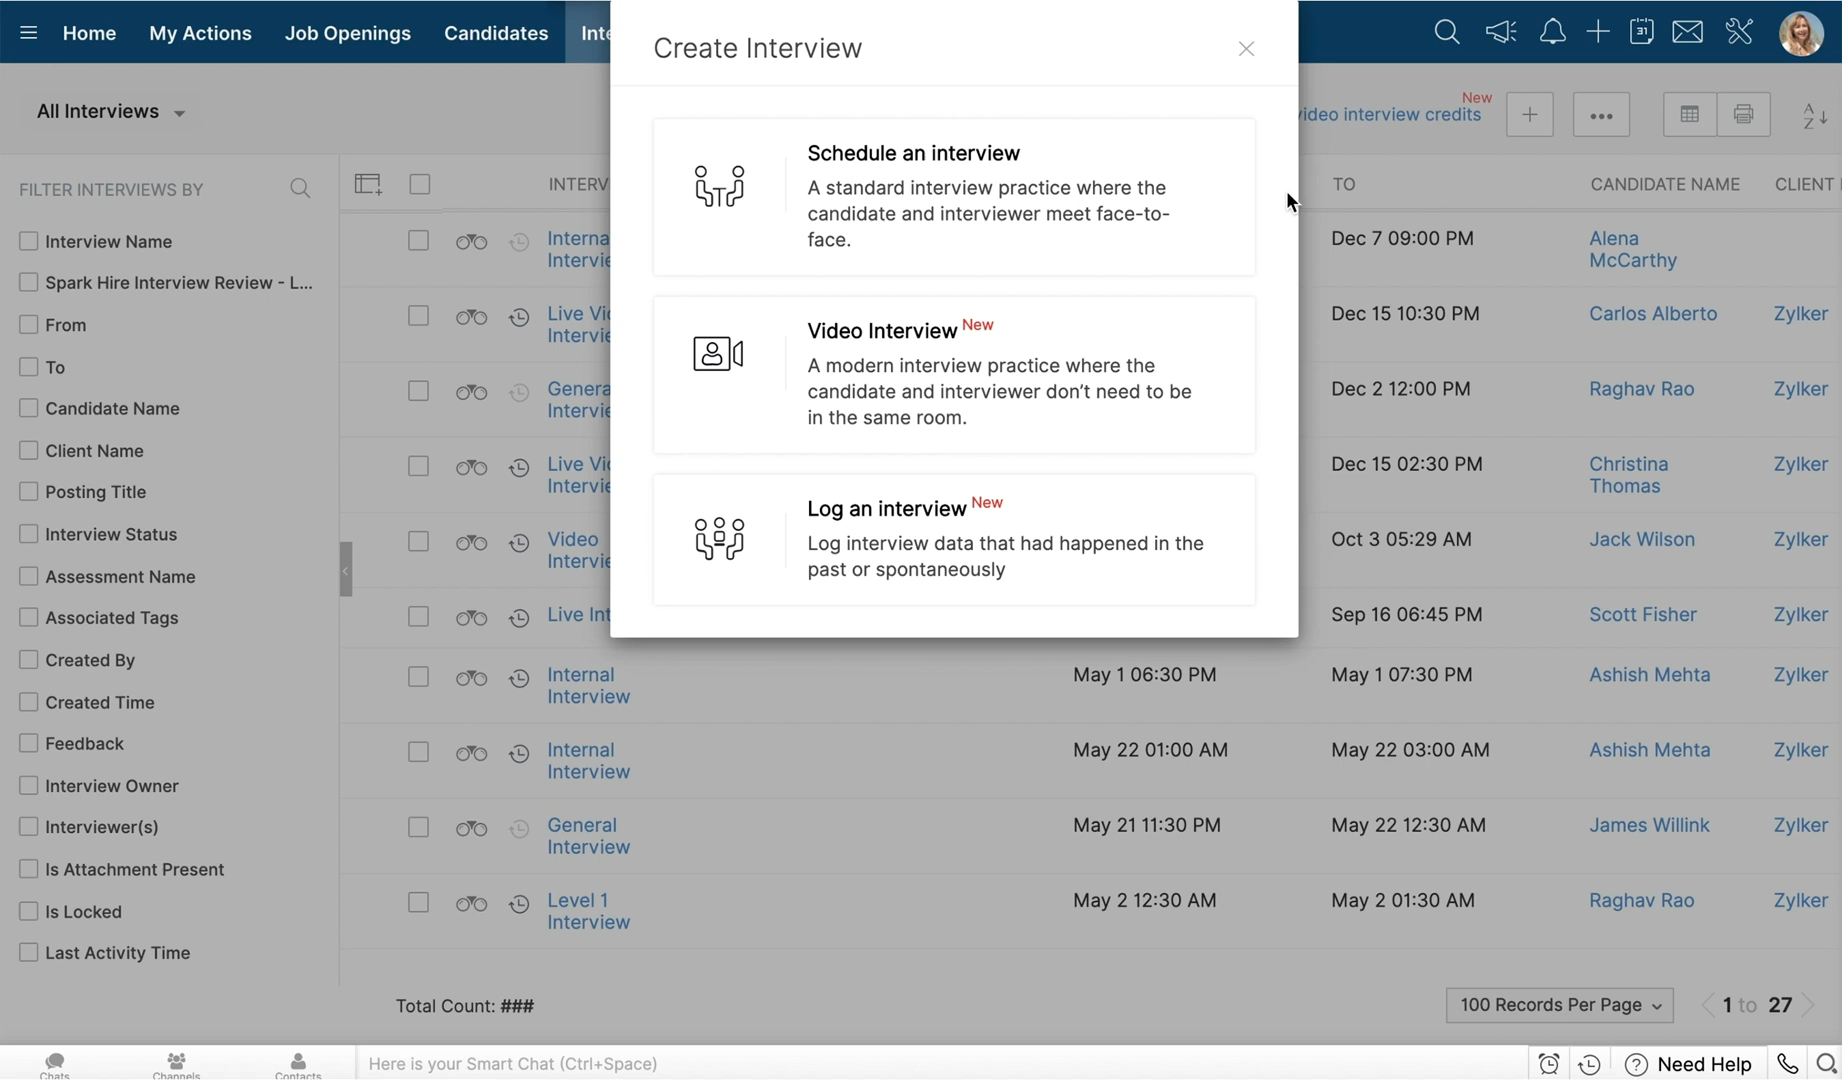 Home My Actions Job Openings Candidates Inte
31
Create Interview
All Interviews
New
video interview credits
A
Z
FILTER INTERVIEWS BY
Interview Name
Spark Hire Interview Review - L...
From
To
Candidate Name
Client Name
Posting Title
Interview Status
Assessment Name
Associated Tags
Created By
Created Time
Feedback
Interview Owner
Interviewer(s)
Is Attachment Present
Is Locked
Last Activity Time
Schedule an interview
A standard interview practice where the
candidate and interviewer meet face-to-
face.
Video Interview New
A modern interview practice where the
candidate and interviewer don't need to be
in the same room.
Log an interview New
Log interview data that had happened in the
past or spontaneously
INTERV TO CANDIDATE NAME CLIENT
Interna Dec 7 09:00 PM Alena
Intervie McCarthy
Live Vi Dec 15 10:30 PM Carlos Alberto Zylker
Intervie
Genera Dec 2 12:00 PM Raghav Rao Zylker
Intervie
Live Vi Dec 15 02:30 PM Christina Zylker
Intervie Thomas
Video Oct 3 05:29 AM Jack Wilson Zylker
Intervie
Live Int Sep 16 06:45 PM Scott Fisher Zylker
Internal May 1 06:30 PM May 1 07:30 PM Ashish Mehta Zylker
Interview
Internal May 22 01:00 AM May 22 03:00 AM Ashish Mehta Zylker
Interview
General May 21 11:30 PM May 22 12:30 AM James Willink Zylker
Interview
Level 1 May 2 12:30 AM May 2 01:30 AM Raghav Rao Zylker
Interview
Total Count: ###
100 Records Per Page 1 to 27
Chats Channels Contacts Here is your Smart Chat (Ctrl+Space) Need Help